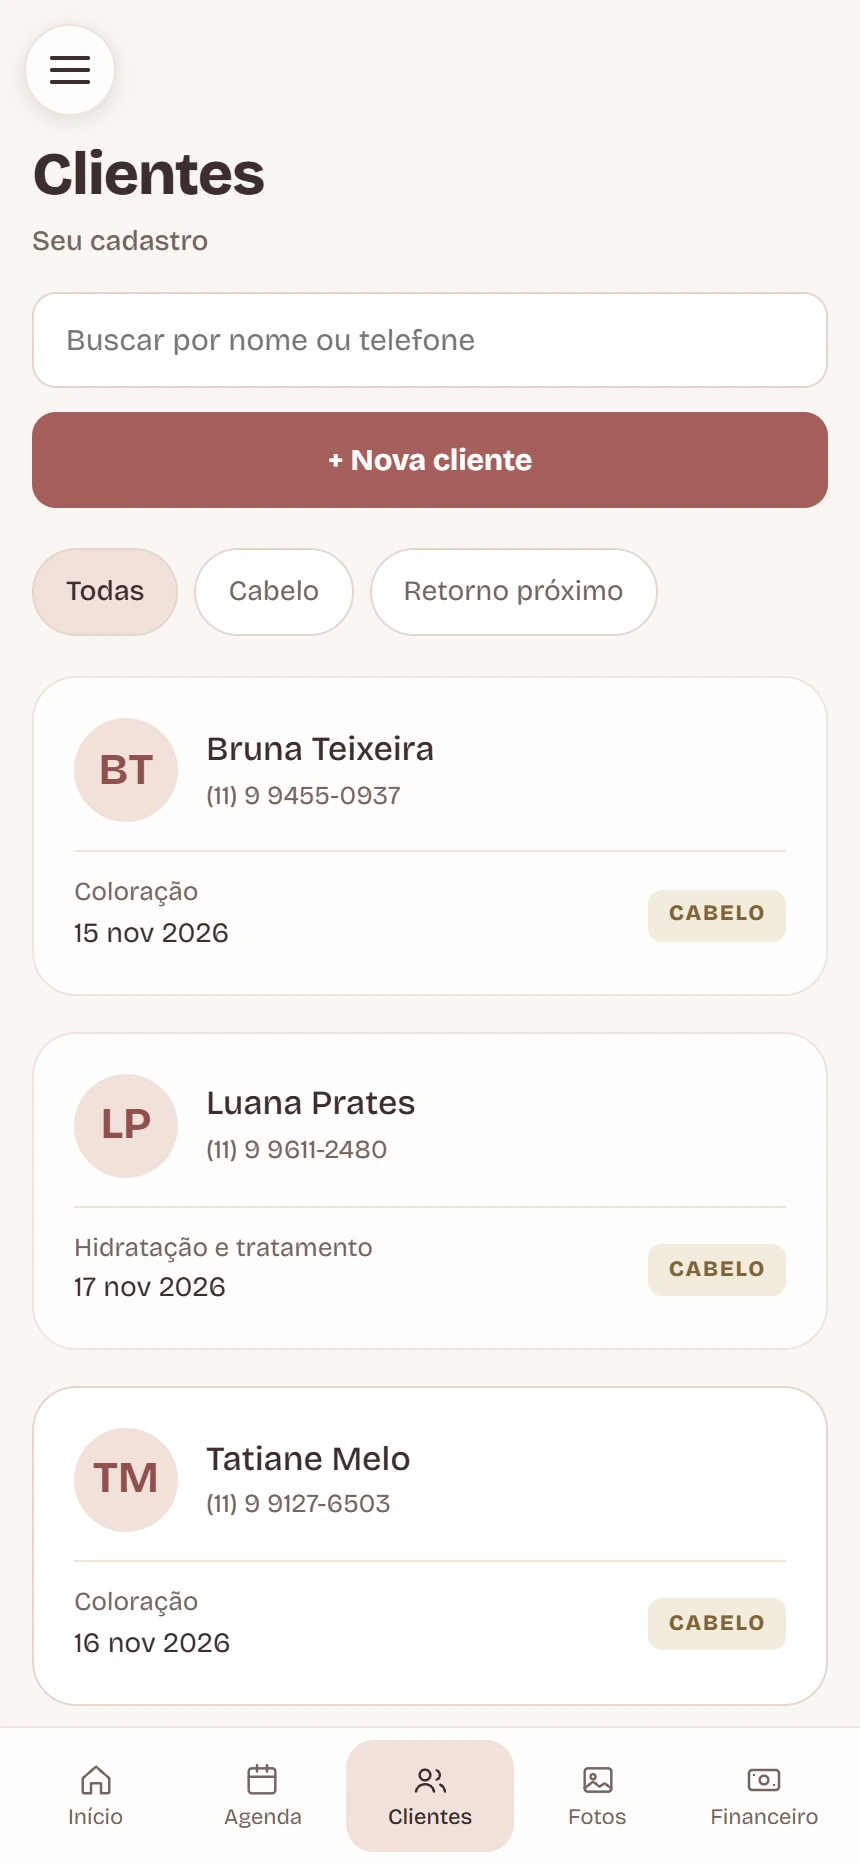 Clientes
Seu cadastro
Buscar por nome ou telefone
+ Nova cliente
Todas
Cabelo
Retorno próximo
BT
Bruna Teixeira
(11) 9 9455-0937
Coloração
15 nov 2026
CABELO
LP
Luana Prates
(11) 9 9611-2480
Hidratação e tratamento
17 nov 2026
CABELO
TM
Tatiane Melo
(11) 9 9127-6503
Coloração
16 nov 2026
CABELO
Início
Agenda
Clientes
Fotos
Financeiro